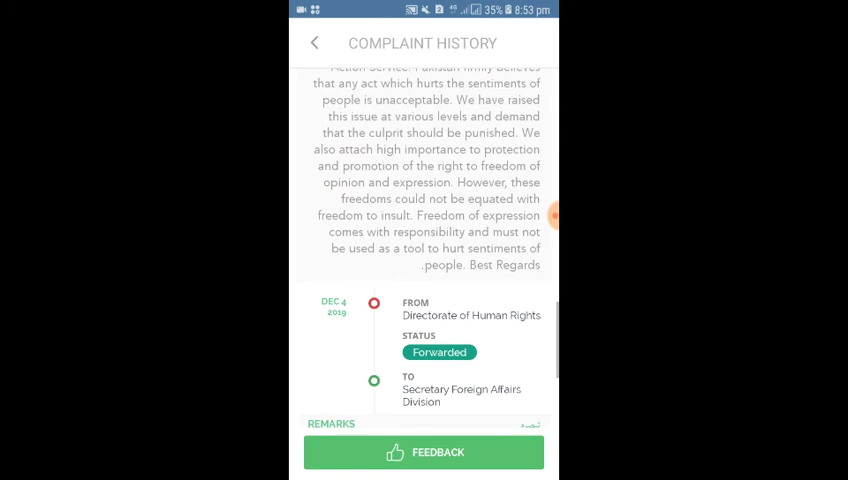 35% 8:53 pm
COMPLAINT HISTORY
Action Service. Pakistan firmly believes
that any act which hurts the sentiments of
people is unacceptable. We have raised
this issue at various levels and demand
that the culprit should be punished. We
also attach high importance to protection
and promotion of the right to freedom of
opinion and expression. However, these
freedoms could not be equated with
freedom to insult. Freedom of expression
comes with responsibility and must not
be used as a tool to hurt sentiments of
.people. Best Regards
DEC 4
2019
FROM
Directorate of Human Rights
STATUS
Forwarded
TO
Secretary Foreign Affairs
Division
REMARKS
FEEDBACK